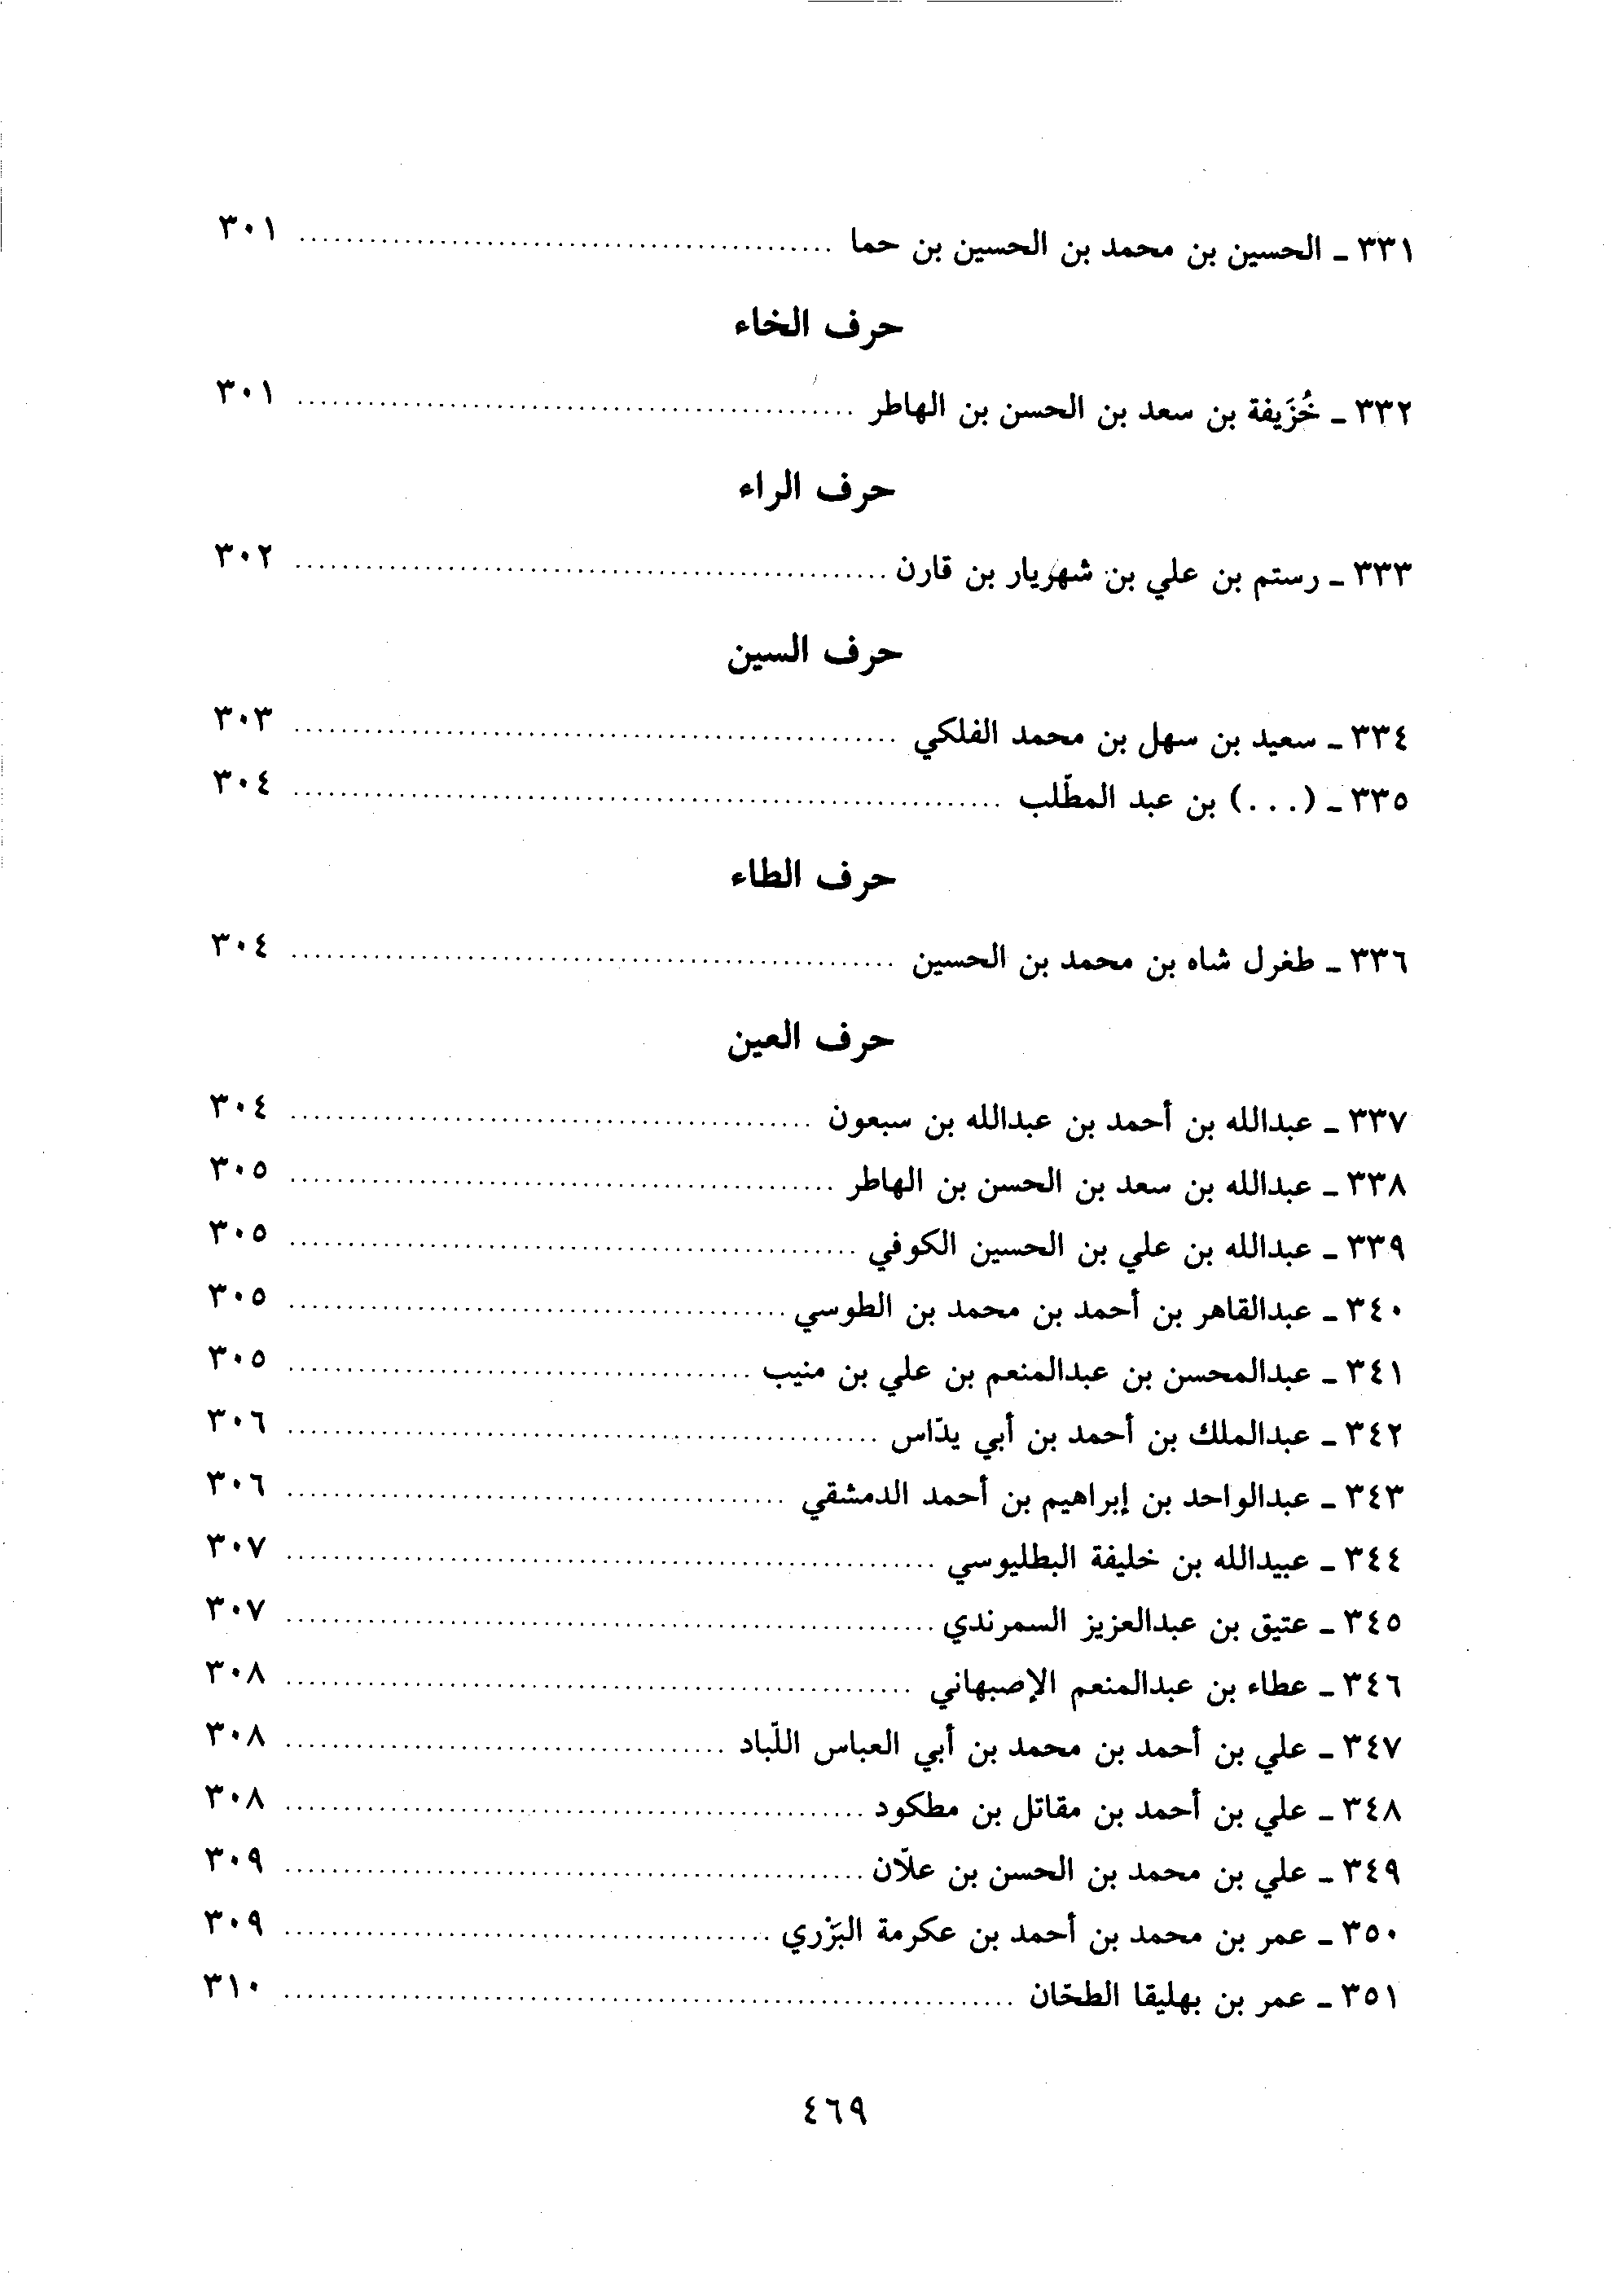 ٣٣١ - الحسين بن محمد بن الحسين بن حما ........ ٣٠١
حرف الخاء
٣٣٢ - خُزَيفة بن سعد بن الحسن بن الهاطر ........ ٣٠١
حرف الراء
٣٣٣ - رستم بن علي بن شهريار بن قارن ........ ٣٠٢
حرف السين
٣٣٤ - سعيد بن سهل بن محمد الفلكي ........ ٣٠٣
٣٣٥ - (...) بن عبد المطّلب ........ ٣٠٤
حرف الطاء
٣٣٦ - طغرل شاه بن محمد بن الحسين ........ ٣٠٤
حرف العين
٣٣٧ - عبدالله بن أحمد بن عبدالله بن سبعون ........ ٣٠٤
٣٣٨ - عبدالله بن سعد بن الحسن بن الهاطر ........ ٣٠٥
٣٣٩ - عبدالله بن علي بن الحسين الكوفي ........ ٣٠٥
٣٤٠ - عبدالقاهر بن أحمد بن محمد بن الطوسي ........ ٣٠٥
٣٤١ - عبدالمحسن بن عبدالمنعم بن علي بن منيب ........ ٣٠٥
٣٤٢ - عبدالملك بن أحمد بن أبي يدّاس ........ ٣٠٦
٣٤٣ - عبدالواحد بن إبراهيم بن أحمد الدمشقي ........ ٣٠٦
٣٤٤ - عبيدالله بن خليفة البطليوسي ........ ٣٠٧
٣٤٥ - عتيق بن عبدالعزيز السمرندي ........ ٣٠٧
٣٤٦ - عطاء بن عبدالمنعم الإصبهاني ........ ٣٠٨
٣٤٧ - علي بن أحمد بن محمد بن أبي العباس اللّباد ........ ٣٠٨
٣٤٨ - علي بن أحمد بن مقاتل بن مطكود ........ ٣٠٨
٣٤٩ - علي بن محمد بن الحسن بن علّان ........ ٣٠٩
٣٥٠ - عمر بن محمد بن أحمد بن عكرمة البَزْري ........ ٣٠٩
٣٥١ - عمر بن بهليقا الطحّان ........ ٣١٠
٤٦٩